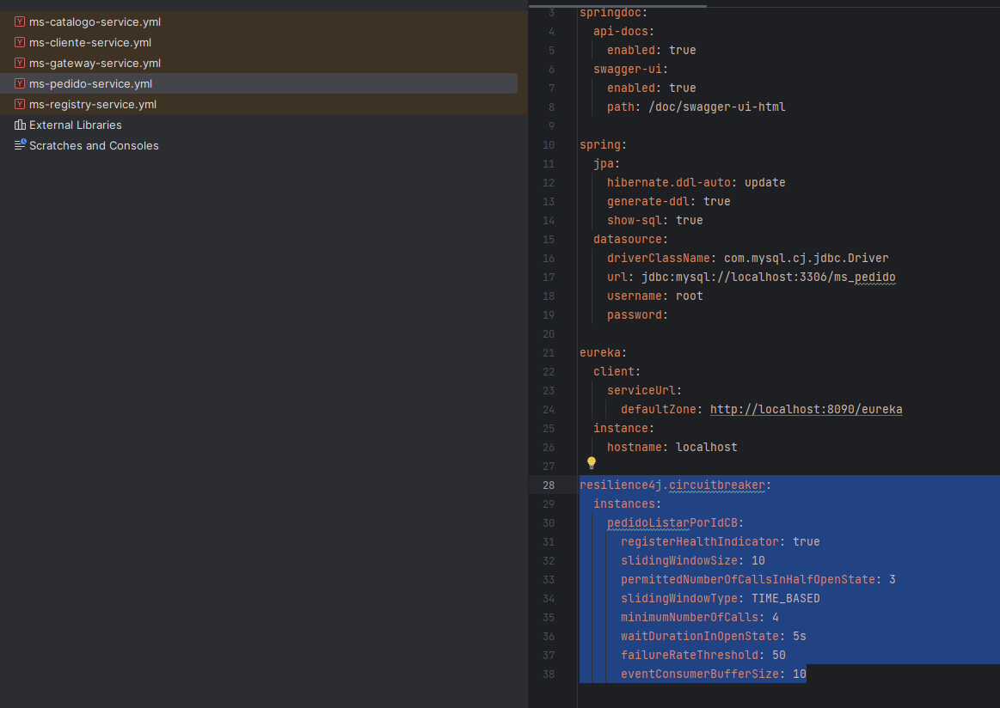 ms-catalogo-service.yml
ms-cliente-service.yml
ms-gateway-service.yml
ms-pedido-service.yml
ms-registry-service.yml
External Libraries
Scratches and Consoles
3 springdoc:
4   api-docs:
5     enabled: true
6   swagger-ui:
7     enabled: true
8     path: /doc/swagger-ui-html
9
10 spring:
11   jpa:
12     hibernate.ddl-auto: update
13     generate-ddl: true
14     show-sql: true
15   datasource:
16     driverClassName: com.mysql.cj.jdbc.Driver
17     url: jdbc:mysql://localhost:3306/ms_pedido
18     username: root
19     password:
20
21 eureka:
22   client:
23     serviceUrl:
24       defaultZone: http://localhost:8090/eureka
25   instance:
26     hostname: localhost
27
28 resilience4j.circuitbreaker:
29   instances:
30     pedidoListarPorIdCB:
31       registerHealthIndicator: true
32       slidingWindowSize: 10
33       permittedNumberOfCallsInHalfOpenState: 3
34       slidingWindowType: TIME_BASED
35       minimumNumberOfCalls: 4
36       waitDurationInOpenState: 5s
37       failureRateThreshold: 50
38       eventConsumerBufferSize: 10